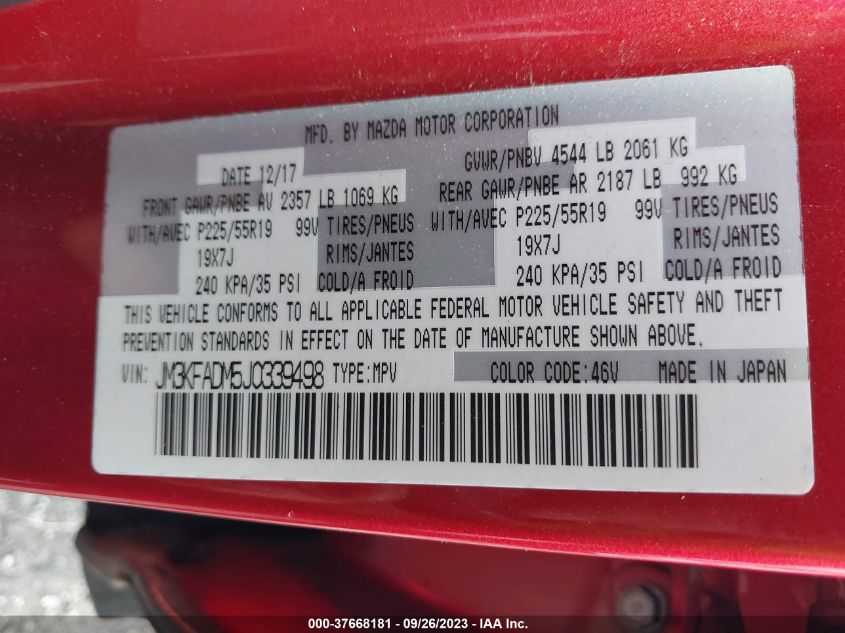 MFD. BY MAZDA MOTOR CORPORATION
DATE 12/17 GVWR/PNBV 4544 LB 2061 KG
FRONT GAWR/PNBE AV 2357 LB 1069 KG REAR GAWR/PNBE AR 2187 LB 992 KG
WITH/AVEC P225/55R19 99V TIRES/PNEUS WITH/AVEC P225/55R19 99V TIRES/PNEUS
19X7J RIMS/JANTES 19X7J RIMS/JANTES
240 KPA/35 PSI COLD/A FROID 240 KPA/35 PSI COLD/A FROID
THIS VEHICLE CONFORMS TO ALL APPLICABLE FEDERAL MOTOR VEHICLE SAFETY AND THEFT
PREVENTION STANDARDS IN EFFECT ON THE DATE OF MANUFACTURE SHOWN ABOVE.
VIN: JM3KFADM5J0339498 TYPE:MPV COLOR CODE:46V MADE IN JAPAN
000-37668181 - 09/26/2023 - IAA Inc.